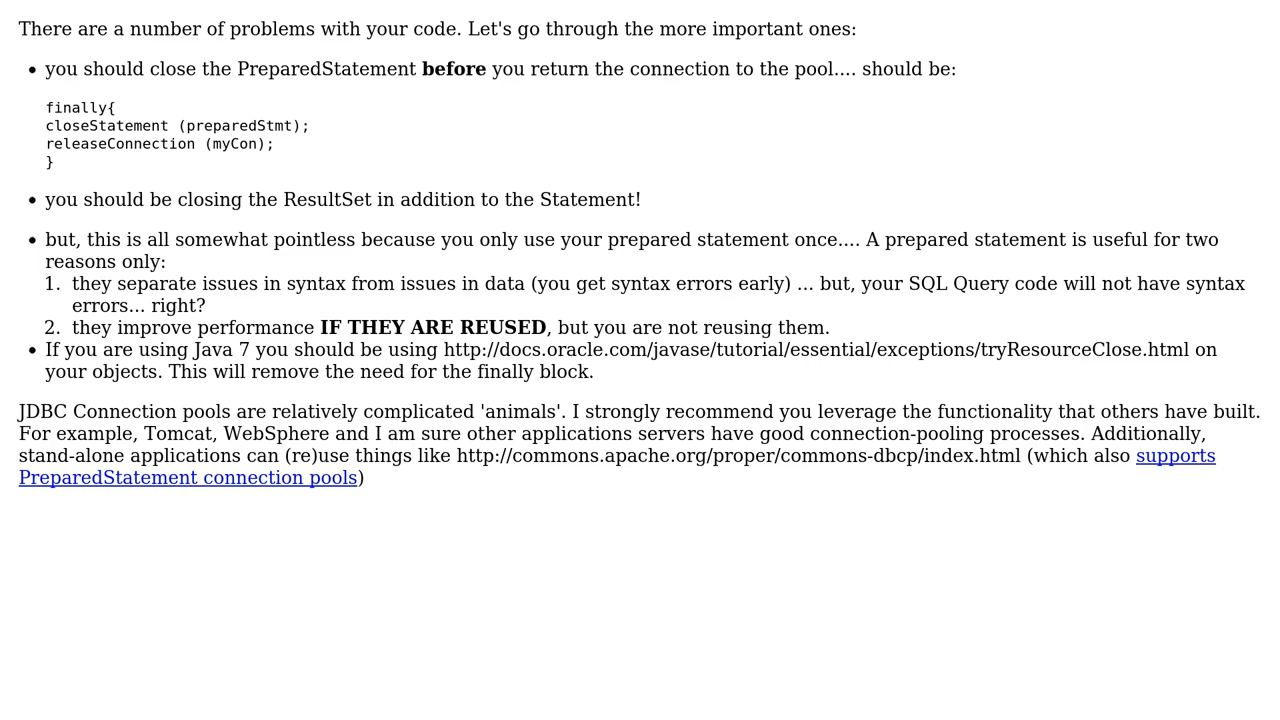 There are a number of problems with your code. Let's go through the more important ones:
• you should close the PreparedStatement before you return the connection to the pool.... should be:
finally{
closeStatement (preparedStmt);
releaseConnection (myCon);
}
• you should be closing the ResultSet in addition to the Statement!
• but, this is all somewhat pointless because you only use your prepared statement once.... A prepared statement is useful for two
reasons only:
1. they separate issues in syntax from issues in data (you get syntax errors early) ... but, your SQL Query code will not have syntax
errors... right?
2. they improve performance IF THEY ARE REUSED, but you are not reusing them.
• If you are using Java 7 you should be using http://docs.oracle.com/javase/tutorial/essential/exceptions/tryResourceClose.html on
your objects. This will remove the need for the finally block.
JDBC Connection pools are relatively complicated 'animals'. I strongly recommend you leverage the functionality that others have built.
For example, Tomcat, WebSphere and I am sure other applications servers have good connection-pooling processes. Additionally,
stand-alone applications can (re)use things like http://commons.apache.org/proper/commons-dbcp/index.html (which also supports
PreparedStatement connection pools)